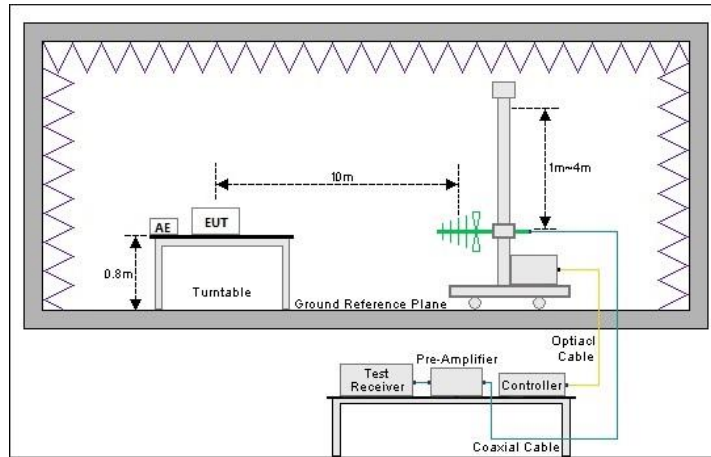 10m
1m~4m
AE
EUT
0.8m
Turntable
Ground Reference Plane
Optiacl
Cable
Pre-Amplifier
Test
Receiver
Controller
Coaxial Cable